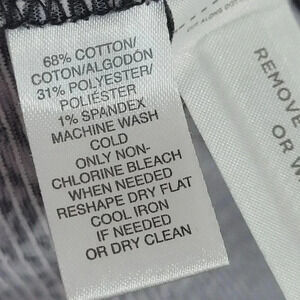 68% COTTON/
COTON/ALGODÓN
31% POLYESTER/
POLIÉSTER
1% SPANDEX
MACHINE WASH
COLD
ONLY NON-
CHLORINE BLEACH
WHEN NEEDED
RESHAPE DRY FLAT
COOL IRON
IF NEEDED
OR DRY CLEAN
ALONG
REMOVE
OR W